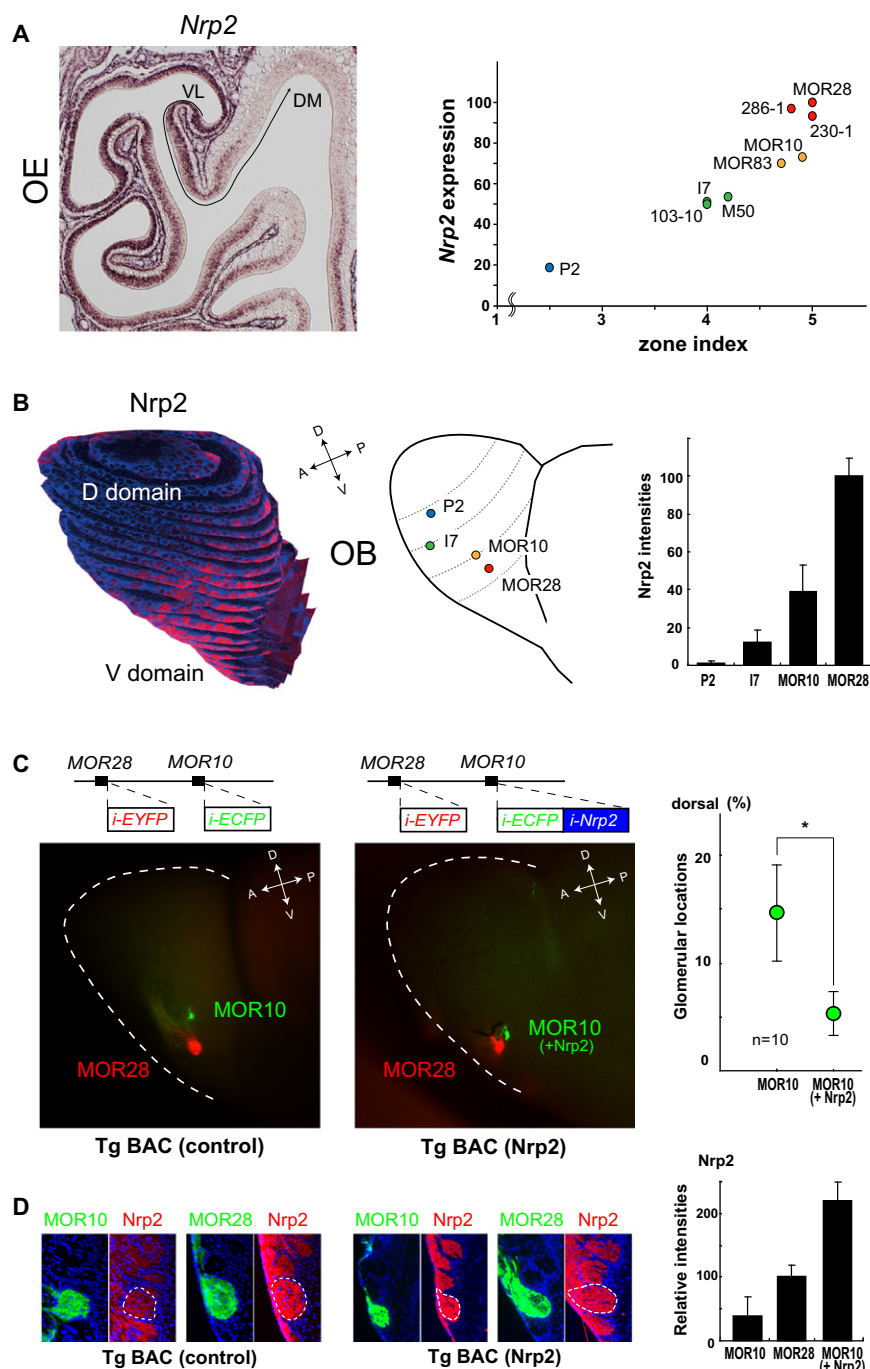 A
Nrp2
VL
DM
OE
Nrp2 expression
100
80
60
40
20
0
MOR28
286-1
230-1
MOR10
MOR83
I7
M50
103-10
P2
1
3
4
5
zone index
B
Nrp2
D domain
V domain
D
A
P
V
OB
P2
I7
MOR10
MOR28
Nrp2 intensities
100
80
60
40
20
0
P2
I7
MOR10
MOR28
C
MOR28
MOR10
i-EYFP
i-ECFP
D
A
P
V
MOR10
MOR28
Tg BAC (control)
MOR28
MOR10
i-EYFP
i-ECFP
i-Nrp2
D
A
P
V
MOR10
(+Nrp2)
MOR28
Tg BAC (Nrp2)
dorsal (%)
Glomerular locations
20
10
0
*
n=10
MOR10
MOR10
(+ Nrp2)
D
MOR10
Nrp2
MOR28
Nrp2
Tg BAC (control)
MOR10
Nrp2
MOR28
Nrp2
Tg BAC (Nrp2)
Nrp2
Relative intensities
200
100
0
MOR10
MOR28
MOR10
(+ Nrp2)